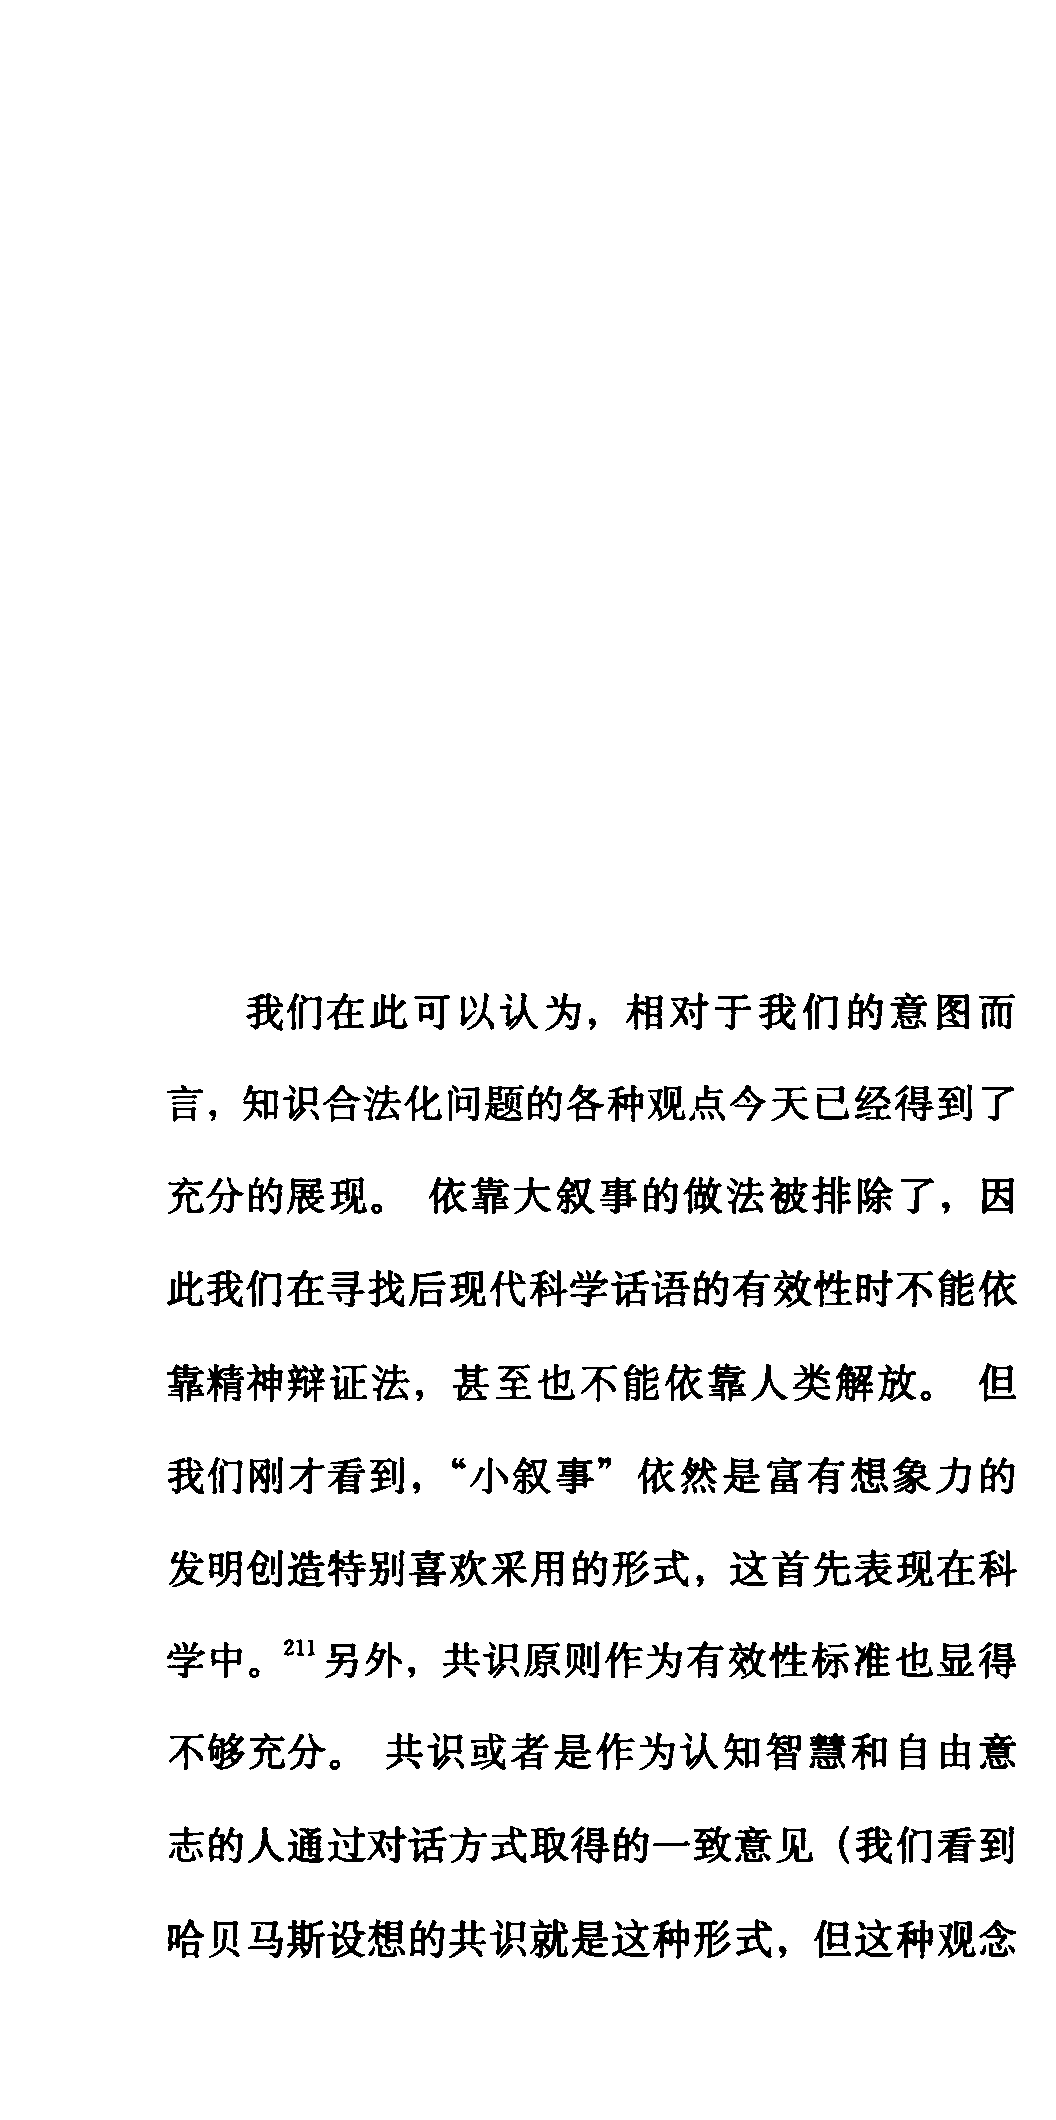 我们在此可以认为，相对于我们的意图而
言，知识合法化问题的各种观点今天已经得到了
充分的展现。 依靠大叙事的做法被排除了，因
此我们在寻找后现代科学话语的有效性时不能依
靠精神辩证法，甚至也不能依靠人类解放。 但
我们刚才看到，“小叙事” 依然是富有想象力的
发明创造特别喜欢采用的形式，这首先表现在科
学中。211 另外，共识原则作为有效性标准也显得
不够充分。 共识或者是作为认知智慧和自由意
志的人通过对话方式取得的一致意见（我们看到
哈贝马斯设想的共识就是这种形式，但这种观念